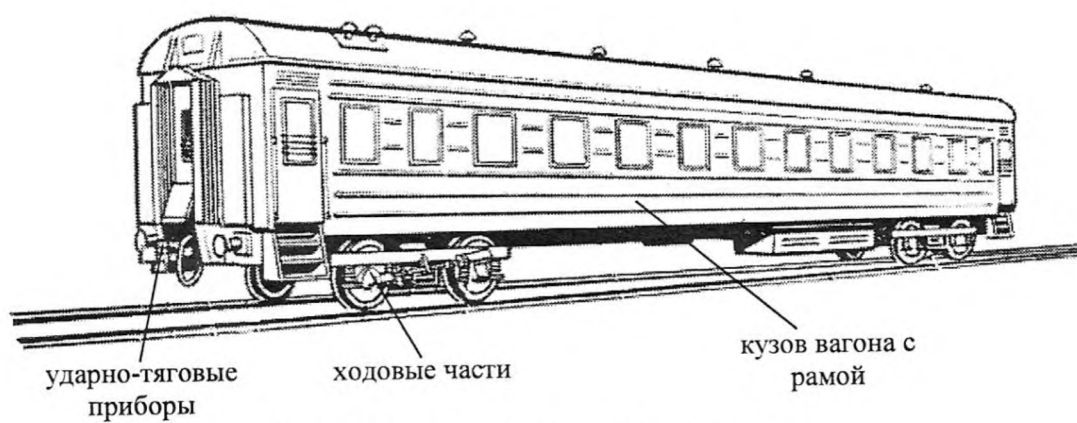 ударно-тяговые
приборы
ходовые части
кузов вагона с
рамой